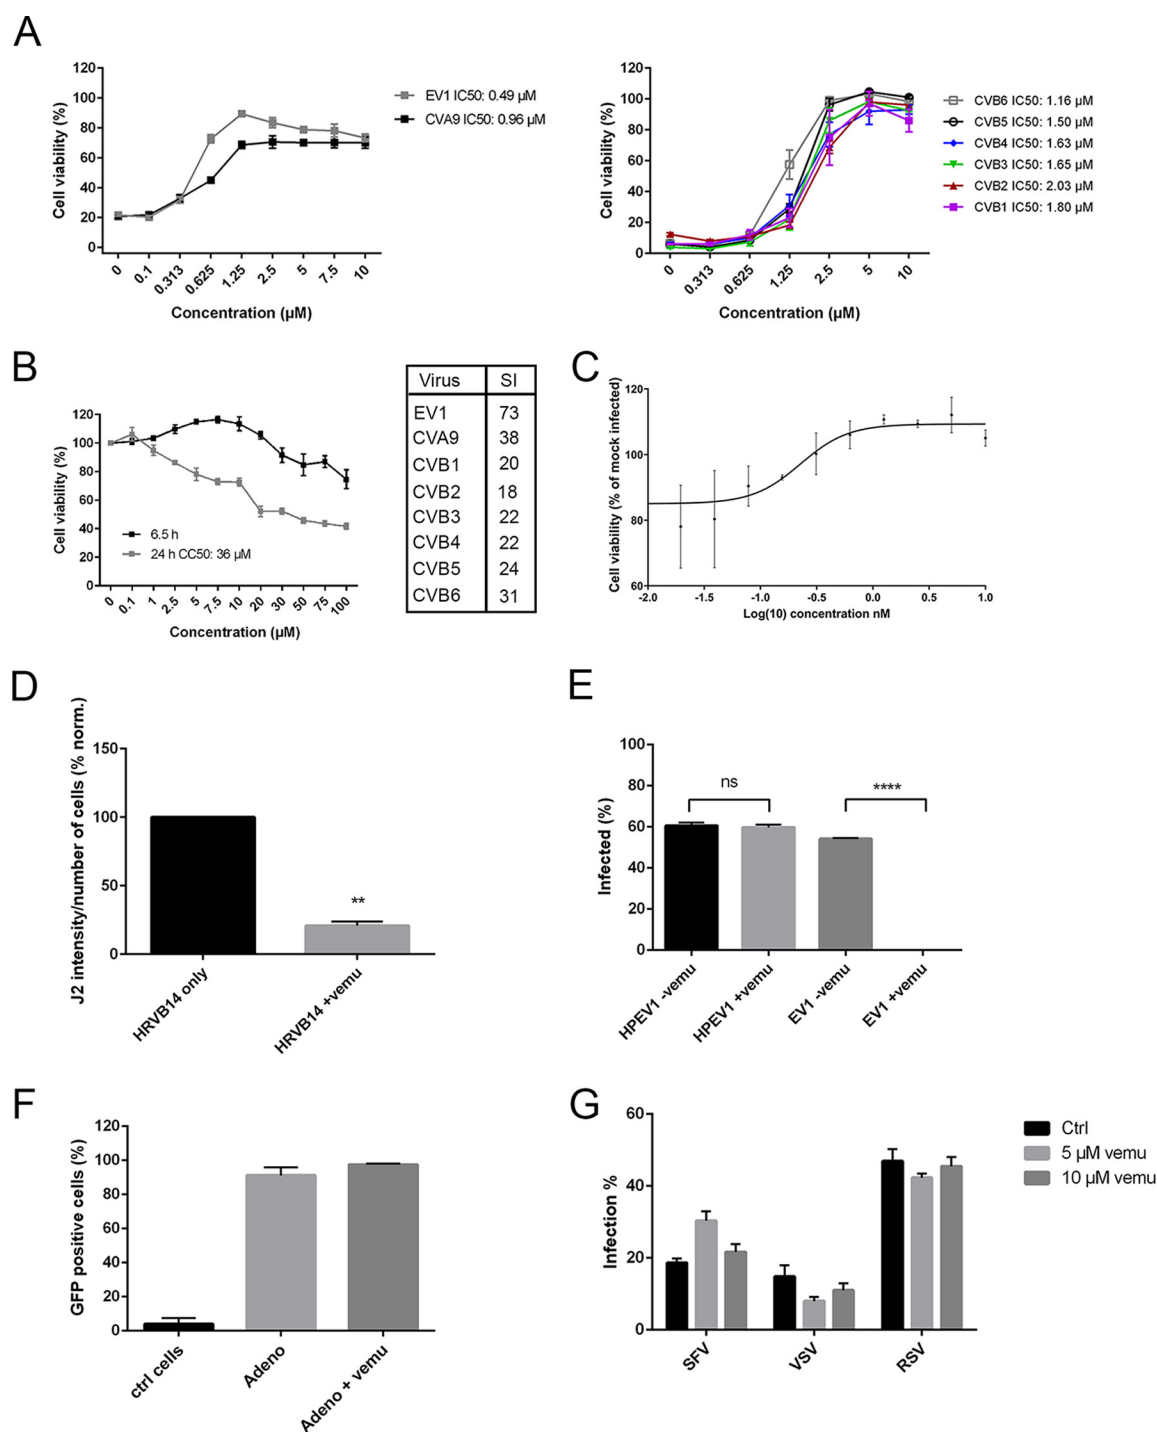 A
Cell viability (%)
120
100
80
60
40
20
0
0 0.1 0.313 0.625 1.25 2.5 5 7.5 10
Concentration (µM)
EV1 IC50: 0.49 µM
CVA9 IC50: 0.96 µM
Cell viability (%)
120
100
80
60
40
20
0
0 0.313 0.625 1.25 2.5 5 10
Concentration (µM)
CVB6 IC50: 1.16 µM
CVB5 IC50: 1.50 µM
CVB4 IC50: 1.63 µM
CVB3 IC50: 1.65 µM
CVB2 IC50: 2.03 µM
CVB1 IC50: 1.80 µM
B
Cell viability (%)
120
100
80
60
40
20
0
6.5 h
24 h CC50: 36 µM
0 0.1 1 2.5 5 7.5 10 20 30 50 75 100
Concentration (µM)
Virus SI
EV1 73
CVA9 38
CVB1 20
CVB2 18
CVB3 22
CVB4 22
CVB5 24
CVB6 31
C
Cell viability (% of mock infected)
120
100
80
60
-2.0 -1.5 -1.0 -0.5 0.0 0.5 1.0
Log(10) concentration nM
D
J2 intensity/number of cells (% norm.)
150
100
50
0
**
HRVB14 only
HRVB14 +vemu
E
Infected (%)
100
80
60
40
20
0
ns
****
HPEV1 -vemu
HPEV1 +vemu
EV1 -vemu
EV1 +vemu
F
GFP positive cells (%)
120
100
80
60
40
20
0
ctrl cells
Adeno
Adeno + vemu
G
Infection %
60
40
20
0
SFV
VSV
RSV
Ctrl
5 µM vemu
10 µM vemu